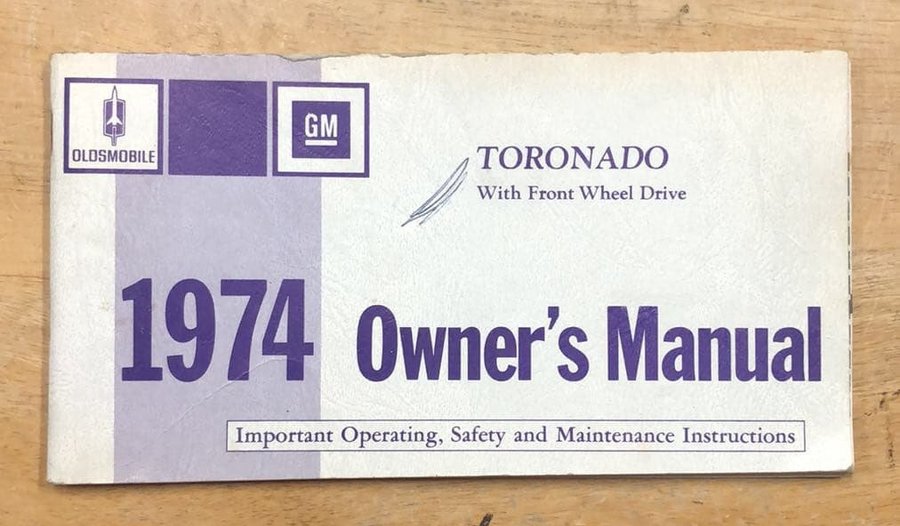 OLDSMOBILE
GM
TORONADO
With Front Wheel Drive
1974 Owner's Manual
Important Operating, Safety and Maintenance Instructions